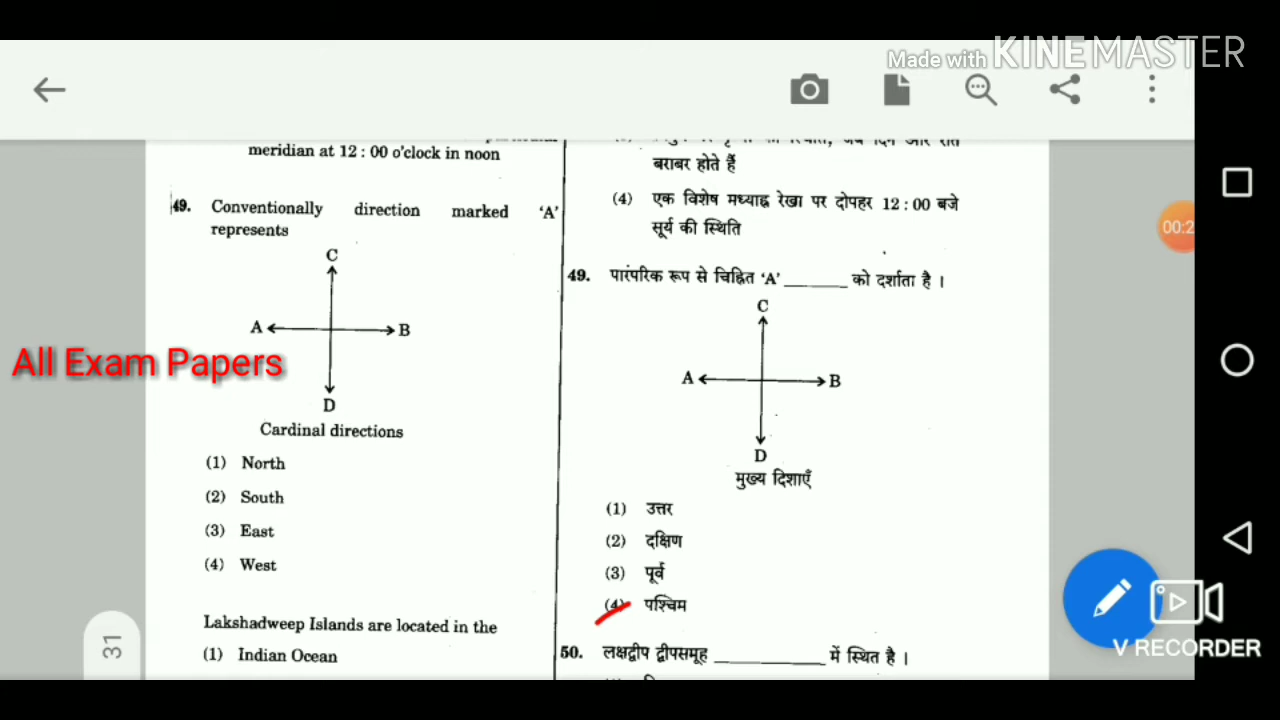 Made with KINEMASTER
meridian at 12 : 00 o'clock in noon
49. Conventionally direction marked 'A'
represents
C
A B
D
Cardinal directions
(1) North
(2) South
(3) East
(4) West
Lakshadweep Islands are located in the
(1) Indian Ocean
बराबर होते हैं
(4) एक विशेष मध्याह्न रेखा पर दोपहर 12 : 00 बजे
सूर्य की स्थिति
49. पारंपरिक रूप से चिह्नित 'A' ______ को दर्शाता है ।
C
A B
D
मुख्य दिशाएँ
(1) उत्तर
(2) दक्षिण
(3) पूर्व
(4) पश्चिम
50. लक्षद्वीप द्वीपसमूह __________ में स्थित है ।
All Exam Papers
31
00:2
V RECORDER